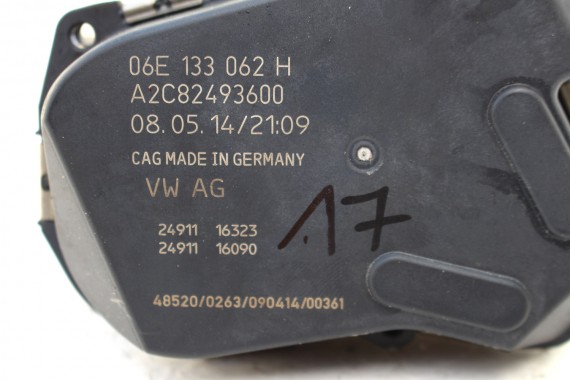 06E 133 062 H
A2C82493600
08.05.14/21:09
CAG MADE IN GERMANY
VW AG
24911 16323
24911 16090
.17
48520/0263/090414/00361